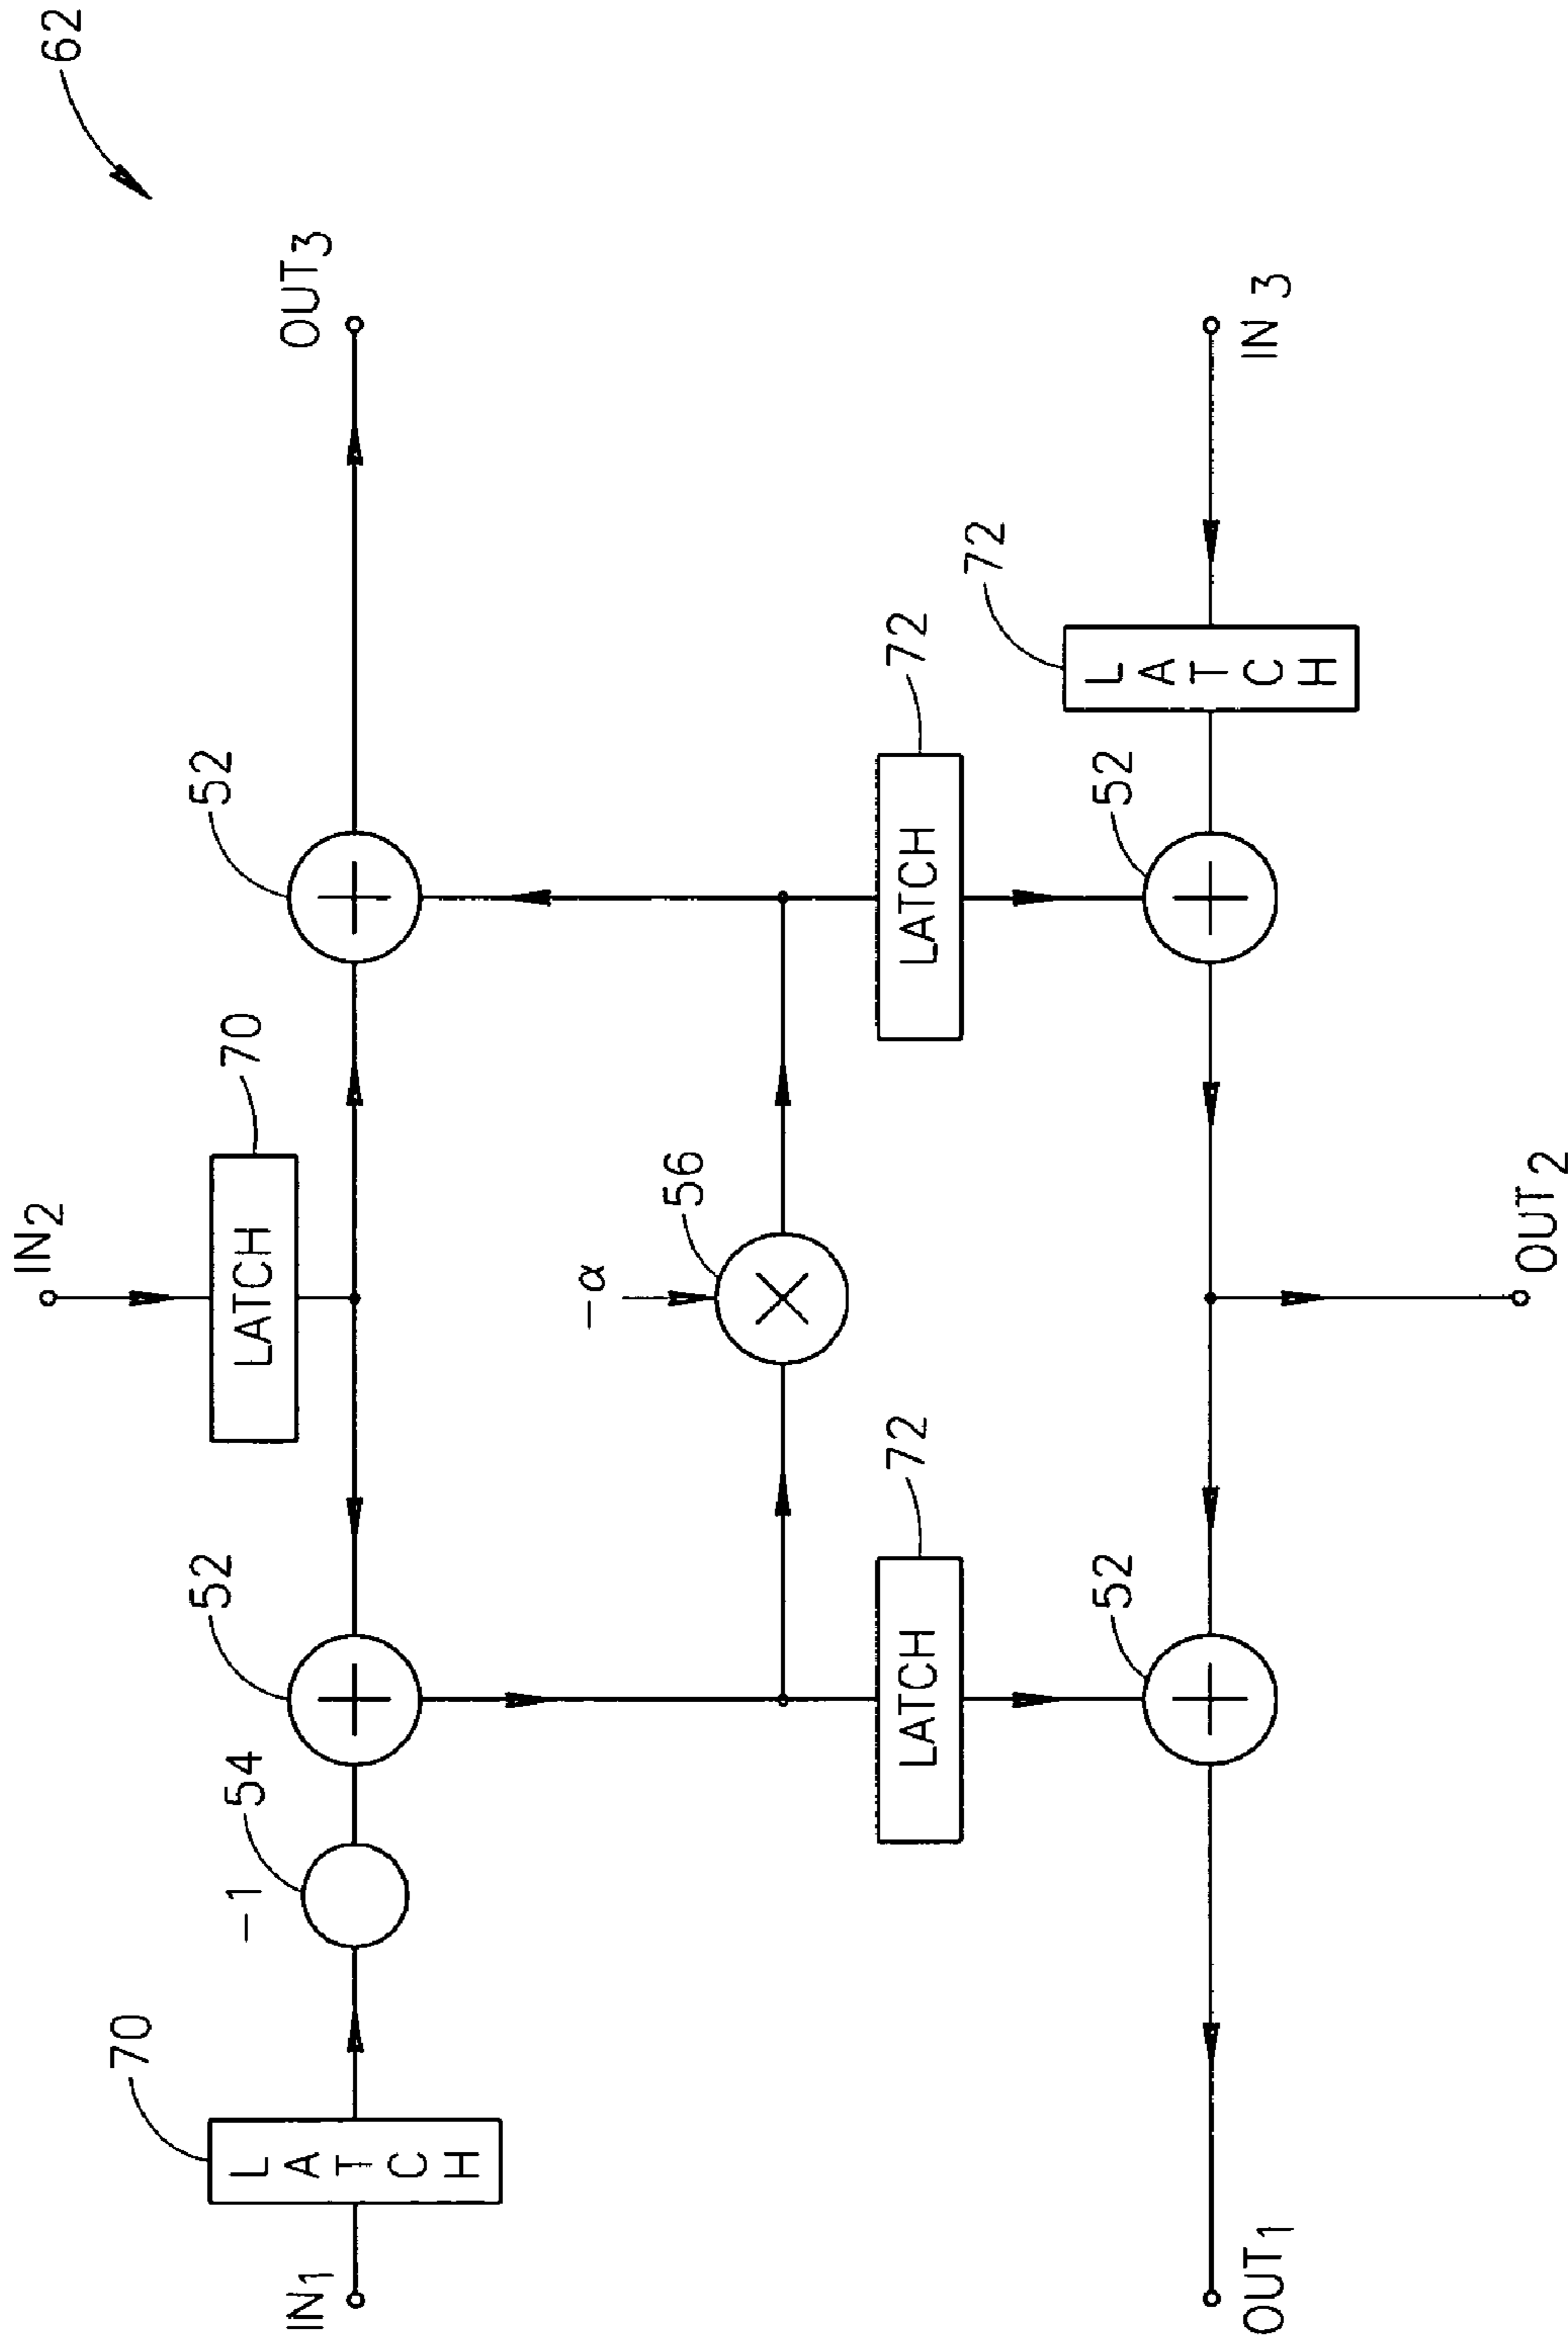 62
IN2
OUT3
70
LATCH
52
52
-1
54
70
LATCH
IN1
-α
56
72
LATCH
72
LATCH
72
LATCH
52
52
IN 3
OUT1
OUT2